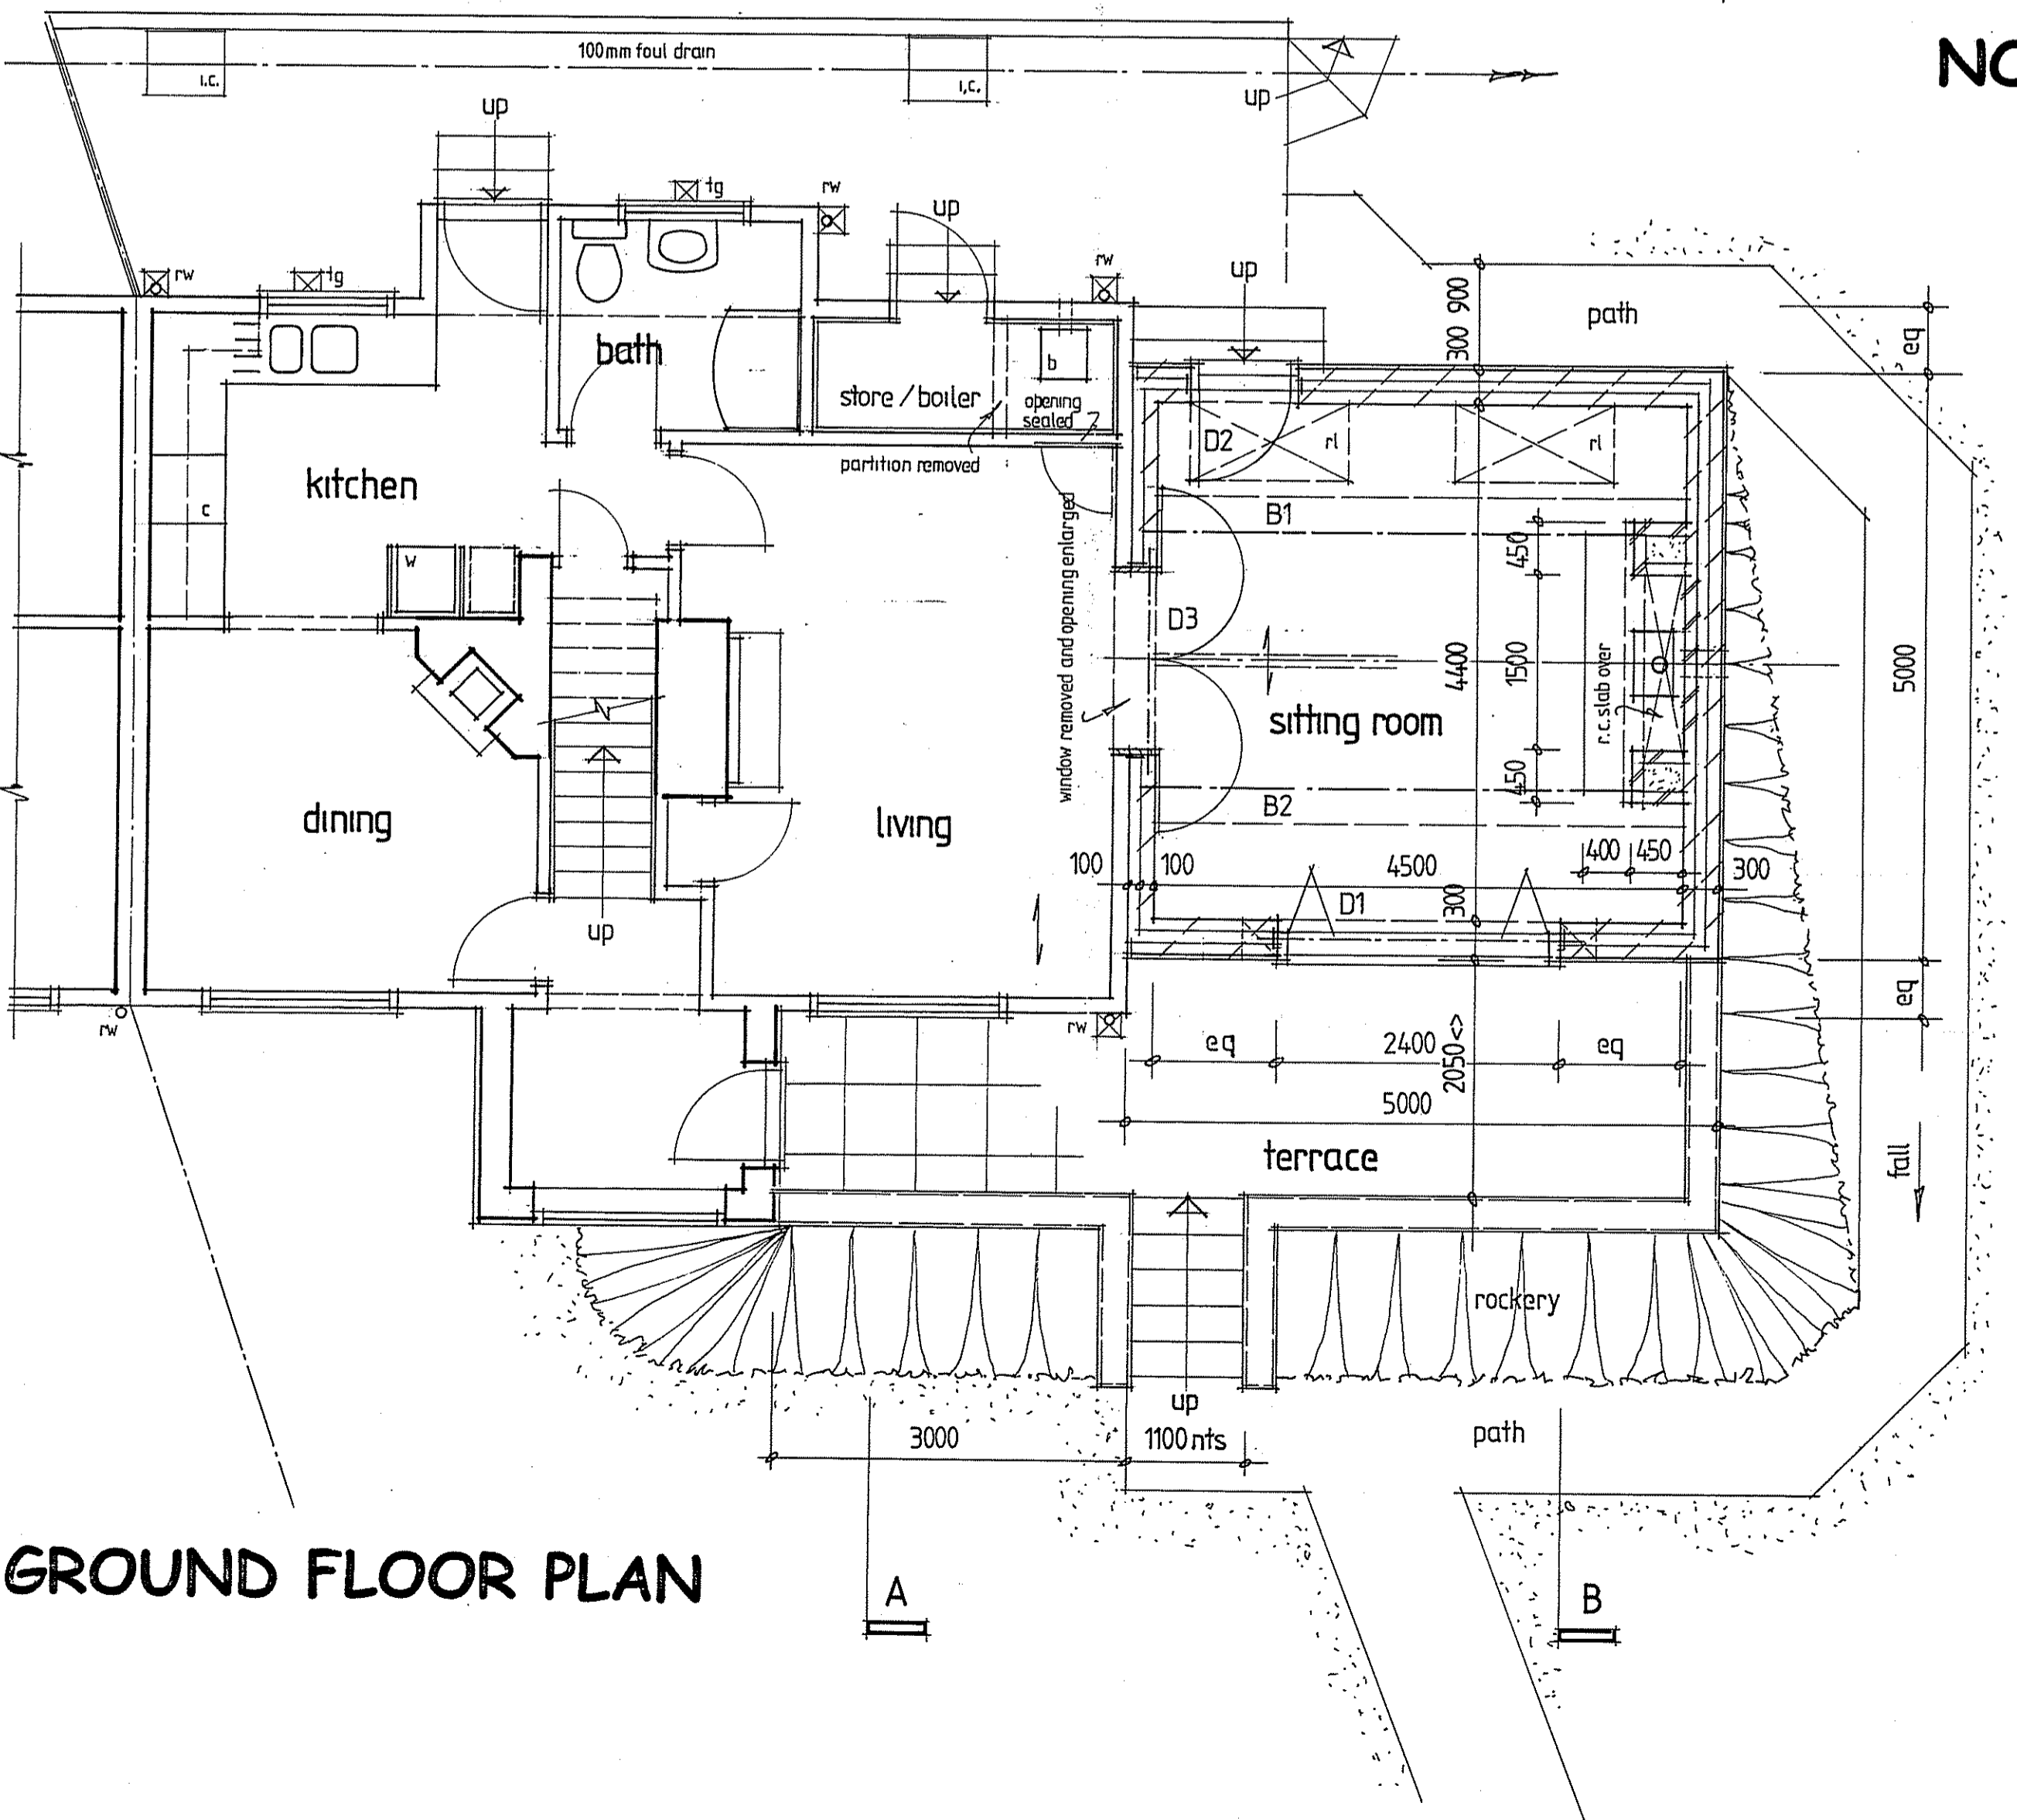 NO
100mm foul drain
i.c.
i.c.
up
up
tg
rw
up
rw
up
rw
tg
900
300
path
eq
bath
b
store / boiler
opening
sealed
D2
rl
rl
partition removed
kitchen
c
w
B1
450
D3
window removed and opening enlarged
4400
1500
r.c. slab over
5000
sitting room
450
B2
dining
living
100
100
4500
400
450
300
300
D1
up
eq
rw
rw
eq
2400
eq
2050<>
5000
terrace
fall
rockery
up
3000
1100 nts
path
GROUND FLOOR PLAN
A
B